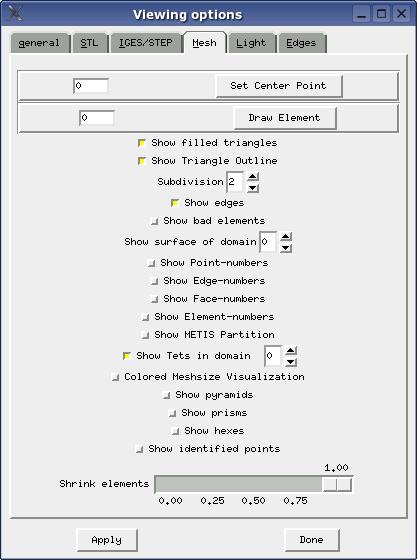 Viewing options
general STL IGES/STEP Mesh Light Edges
0 Set Center Point
0 Draw Element
Show filled triangles
Show Triangle Outline
Subdivision 2
Show edges
Show bad elements
Show surface of domain 0
Show Point-numbers
Show Edge-numbers
Show Face-numbers
Show Element-numbers
Show METIS Partition
Show Tets in domain 0
Colored Meshsize Visualization
Show pyramids
Show prisms
Show hexes
Show identified points
1.00
Shrink elements
0.00 0.25 0.50 0.75
Apply Done